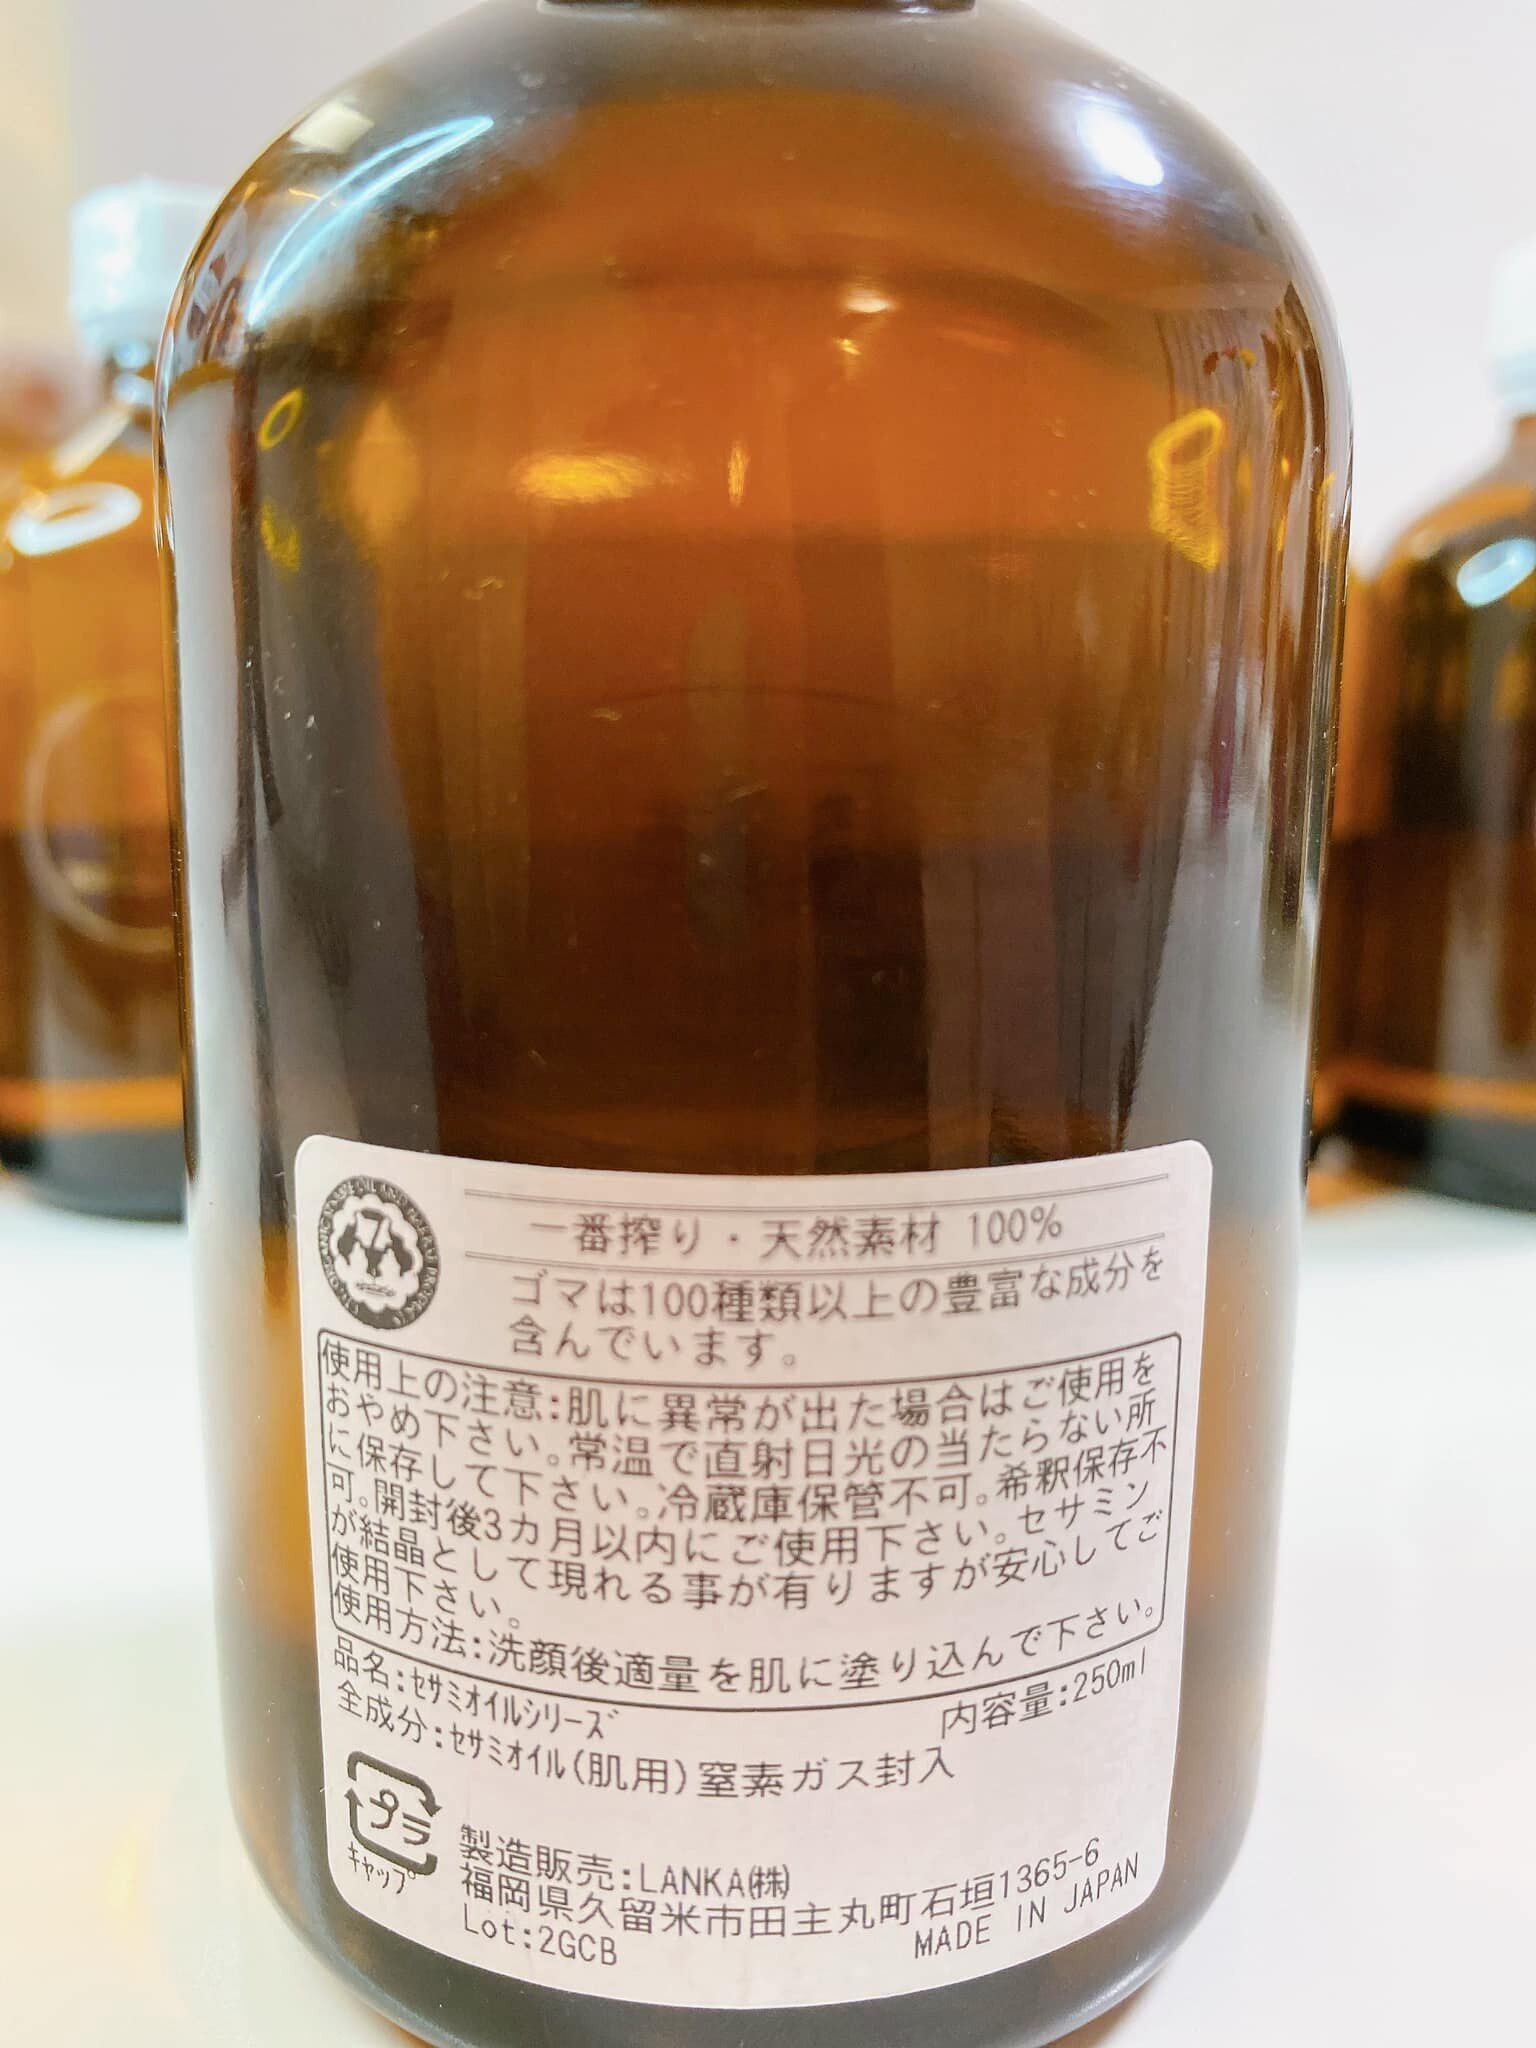 一番搾り・天然素材 100%
ゴマは100種類以上の豊富な成分を
含んでいます。
使用上の注意:肌に異常が出た場合はご使用を
おやめ下さい。常温で直射日光の当たらない所
に保存して下さい。冷蔵庫保管不可。希釈保存不
可。開封後3カ月以内にご使用下さい。セサミン
が結晶として現れる事が有りますが安心してご
使用下さい。
使用方法:洗顔後適量を肌に塗り込んで下さい。
品名:セサミオイルシリーズ 内容量:250ml
全成分:セサミオイル(肌用)窒素ガス封入
プラ
キャップ
製造販売:LANKA㈱
福岡県久留米市田主丸町石垣1365-6
Lot:2GCB MADE IN JAPAN